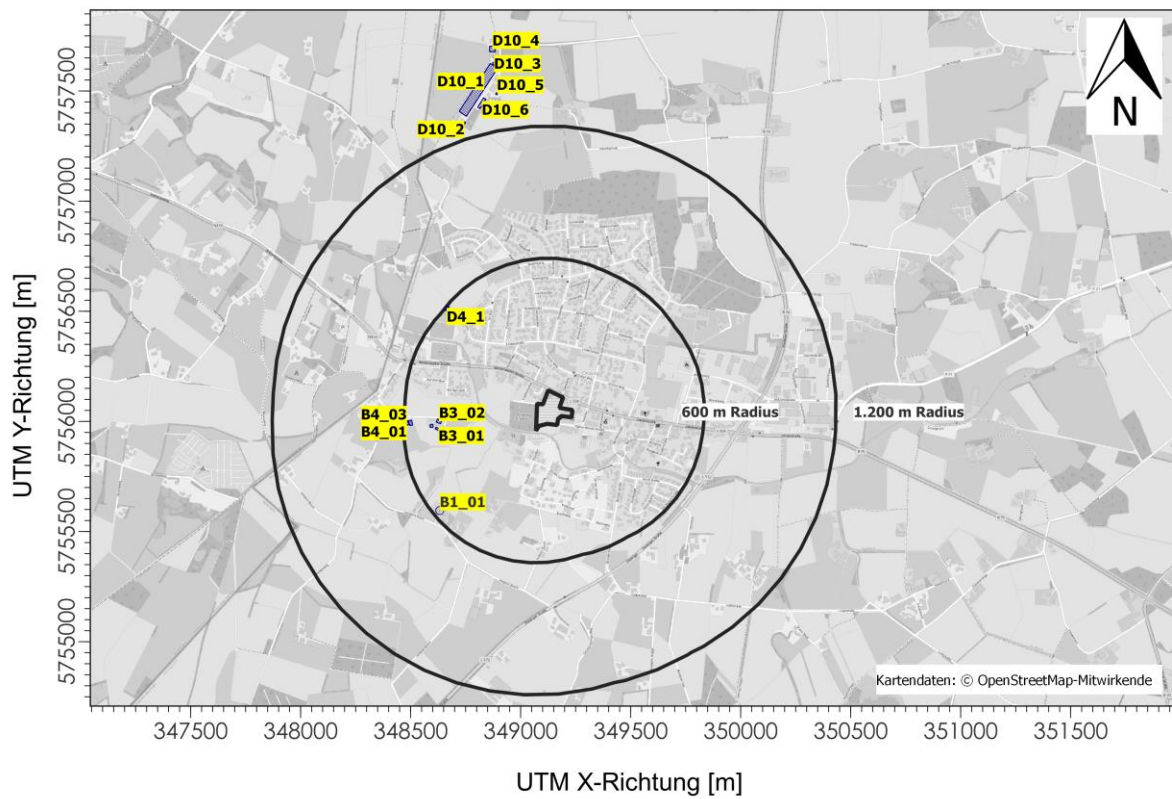 D10_4
D10_3
D10_1
D10_5
D10_6
D10_2
N
D4_1
B4_03
B3_02
B4_01
B3_01
600 m Radius
1.200 m Radius
B1_01
Kartendaten: © OpenStreetMap-Mitwirkende
UTM Y-Richtung [m]
5757500
5757000
5756500
5756000
5755500
5755000
347500 348000 348500 349000 349500 350000 350500 351000 351500
UTM X-Richtung [m]